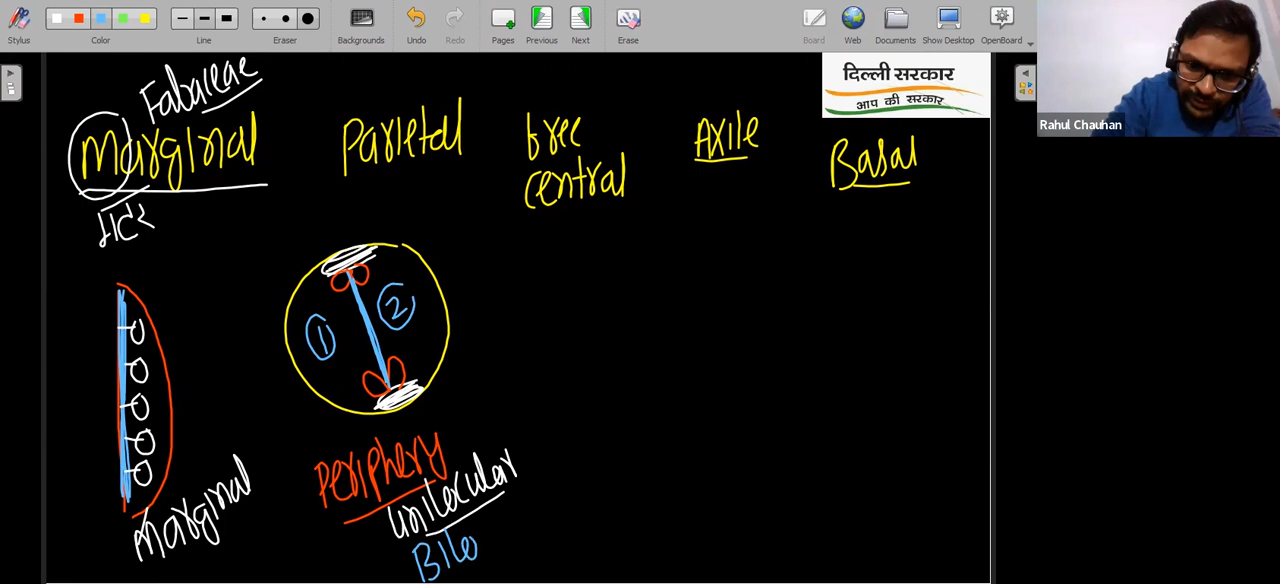 Stylus
Color
Line
Eraser
Backgrounds
Undo
Redo
Pages
Previous
Next
Erase
Board
Web
Documents
Show Desktop
OpenBoard
Rahul Chauhan
दिल्ली सरकार
आप की सरकार
Fabaceae
Marginal
Parietal
free
central
Axile
Basal
मटर
1
2
Marginal
Periphery
Unilocular
Bilo